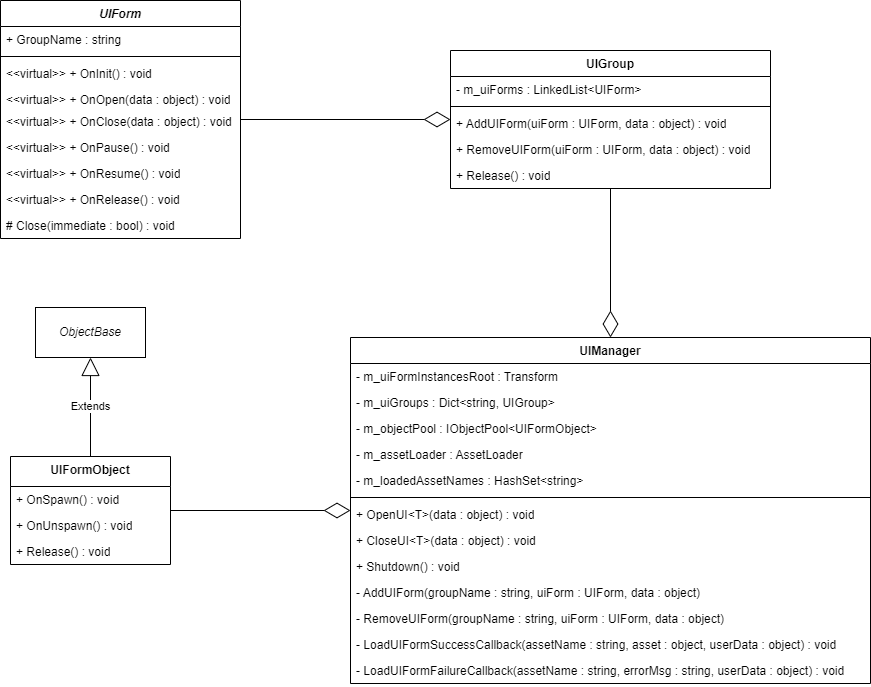 UIForm
+ GroupName : string
<<virtual>> + OnInit() : void
<<virtual>> + OnOpen(data : object) : void
<<virtual>> + OnClose(data : object) : void
<<virtual>> + OnPause() : void
<<virtual>> + OnResume() : void
<<virtual>> + OnRelease() : void
# Close(immediate : bool) : void
UIGroup
- m_uiForms : LinkedList<UIForm>
+ AddUIForm(uiForm : UIForm, data : object) : void
+ RemoveUIForm(uiForm : UIForm, data : object) : void
+ Release() : void
ObjectBase
Extends
UIFormObject
+ OnSpawn() : void
+ OnUnspawn() : void
+ Release() : void
UIManager
- m_uiFormInstancesRoot : Transform
- m_uiGroups : Dict<string, UIGroup>
- m_objectPool : IObjectPool<UIFormObject>
- m_assetLoader : AssetLoader
- m_loadedAssetNames : HashSet<string>
+ OpenUI<T>(data : object) : void
+ CloseUI<T>(data : object) : void
+ Shutdown() : void
- AddUIForm(groupName : string, uiForm : UIForm, data : object)
- RemoveUIForm(groupName : string, uiForm : UIForm, data : object)
- LoadUIFormSuccessCallback(assetName : string, asset : object, userData : object) : void
- LoadUIFormFailureCallback(assetName : string, errorMsg : string, userData : object) : void